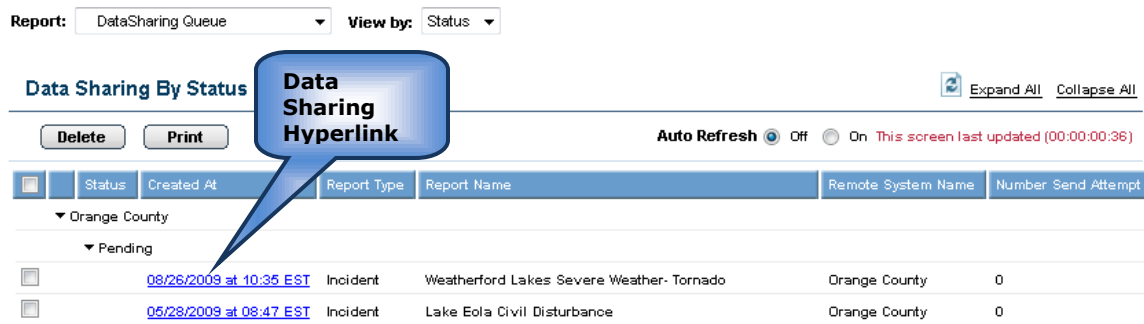 Report: DataSharing Queue View by: Status
Data Sharing By Status Expand All Collapse All
Data
Sharing
Hyperlink
Delete Print Auto Refresh Off On This screen last updated (00:00:00:36)
Status Created At Report Type Report Name Remote System Name Number Send Attempt
Orange County
Pending
08/26/2009 at 10:35 EST Incident Weatherford Lakes Severe Weather- Tornado Orange County 0
05/28/2009 at 08:47 EST Incident Lake Eola Civil Disturbance Orange County 0